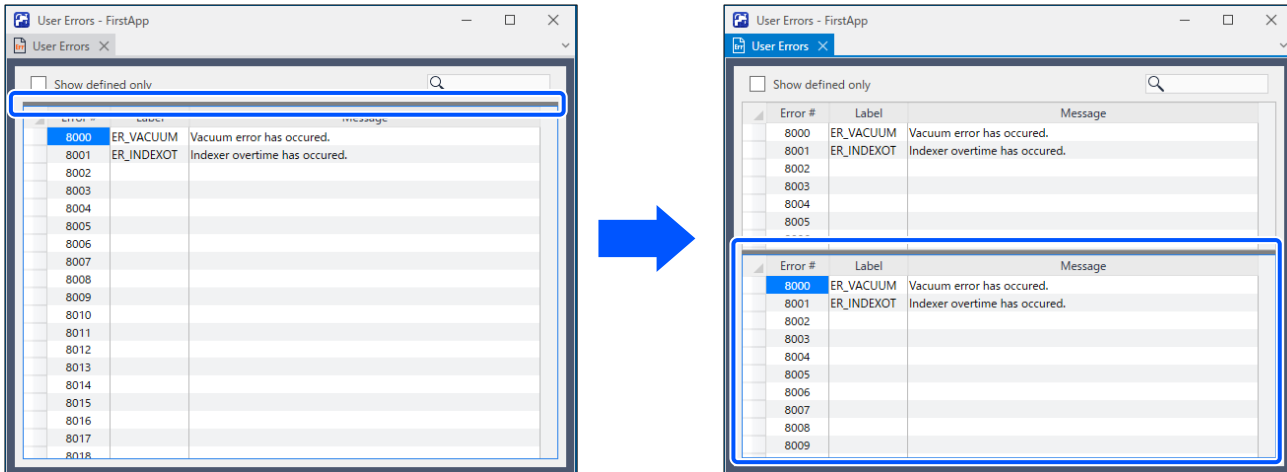 User Errors - FirstApp
User Errors
Show defined only
Error # Label Message
8000 ER_VACUUM Vacuum error has occured.
8001 ER_INDEXOT Indexer overtime has occured.
8002
8003
8004
8005
8006
8007
8008
8009
8010
8011
8012
8013
8014
8015
8016
8017
8018
User Errors - FirstApp
User Errors
Show defined only
Error # Label Message
8000 ER_VACUUM Vacuum error has occured.
8001 ER_INDEXOT Indexer overtime has occured.
8002
8003
8004
8005
Error # Label Message
8000 ER_VACUUM Vacuum error has occured.
8001 ER_INDEXOT Indexer overtime has occured.
8002
8003
8004
8005
8006
8007
8008
8009